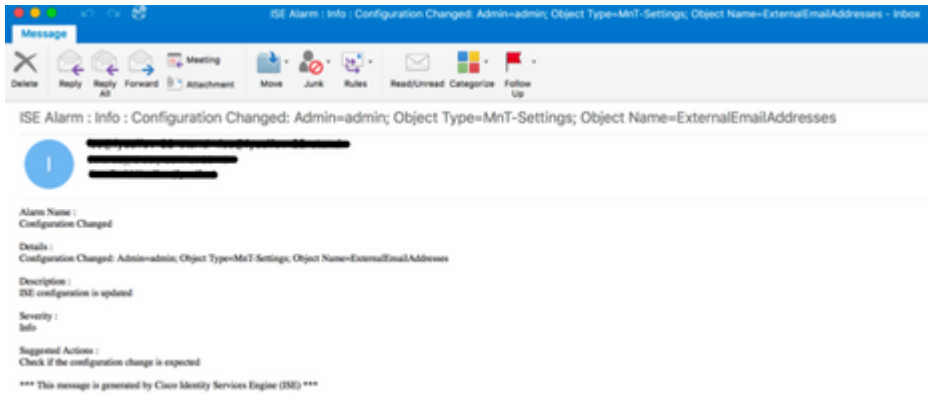 ISE Alarm : Info : Configuration Changed: Admin=admin; Object Type=MnT-Settings; Object Name=ExternalEmailAddresses - Inbox
Message
Delete
Reply
Reply All
Forward
Meeting
Attachment
Move
Junk
Rules
Read/Unread
Categorize
Follow Up
ISE Alarm : Info : Configuration Changed: Admin=admin; Object Type=MnT-Settings; Object Name=ExternalEmailAddresses
I
Alarm Name :
Configuration Changed
Details :
Configuration Changed: Admin=admin; Object Type=MnT-Settings; Object Name=ExternalEmailAddresses
Description :
ISE configuration is updated
Severity :
Info
Suggested Actions :
Check if the configuration change is expected
*** This message is generated by Cisco Identity Services Engine (ISE) ***